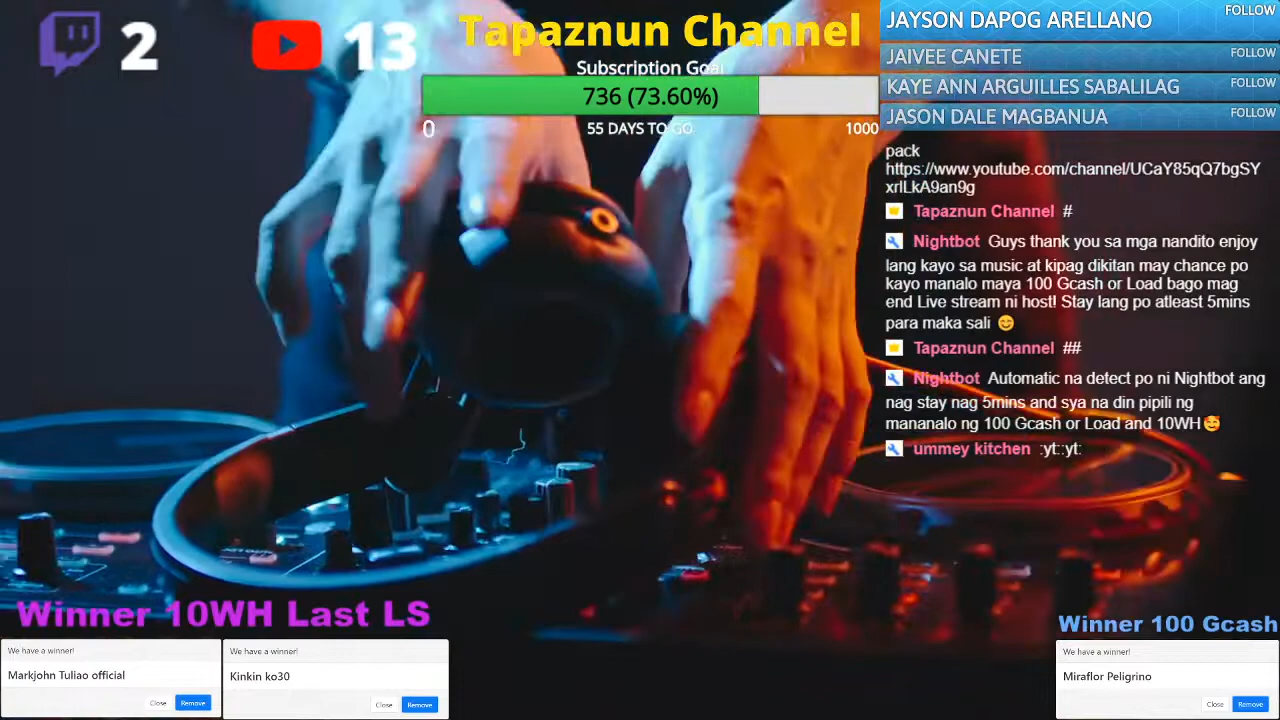 2
13
Tapaznun Channel
Subscription Goal
736 (73.60%)
0
55 DAYS TO GO
1000
JAYSON DAPOG ARELLANO FOLLOW
JAIVEE CANETE FOLLOW
KAYE ANN ARGUILLES SABALILAG FOLLOW
JASON DALE MAGBANUA FOLLOW
pack
https://www.youtube.com/channel/UCaY85qQ7bgSY
xrlLkA9an9g
Tapaznun Channel #
Nightbot Guys thank you sa mga nandito enjoy
lang kayo sa music at kipag dikitan may chance po
kayo manalo maya 100 Gcash or Load bago mag
end Live stream ni host! Stay lang po atleast 5mins
para maka sali 😊
Tapaznun Channel ##
Nightbot Automatic na detect po ni Nightbot ang
nag stay nag 5mins and sya na din pipili ng
mananalo ng 100 Gcash or Load and 10WH🥰
ummey kitchen :yt::yt:
Winner 10WH Last LS
We have a winner!
Markjohn Tuliao official
Close Remove
We have a winner!
Kinkin ko30
Close Remove
Winner 100 Gcash
We have a winner!
Miraflor Peligrino
Close Remove